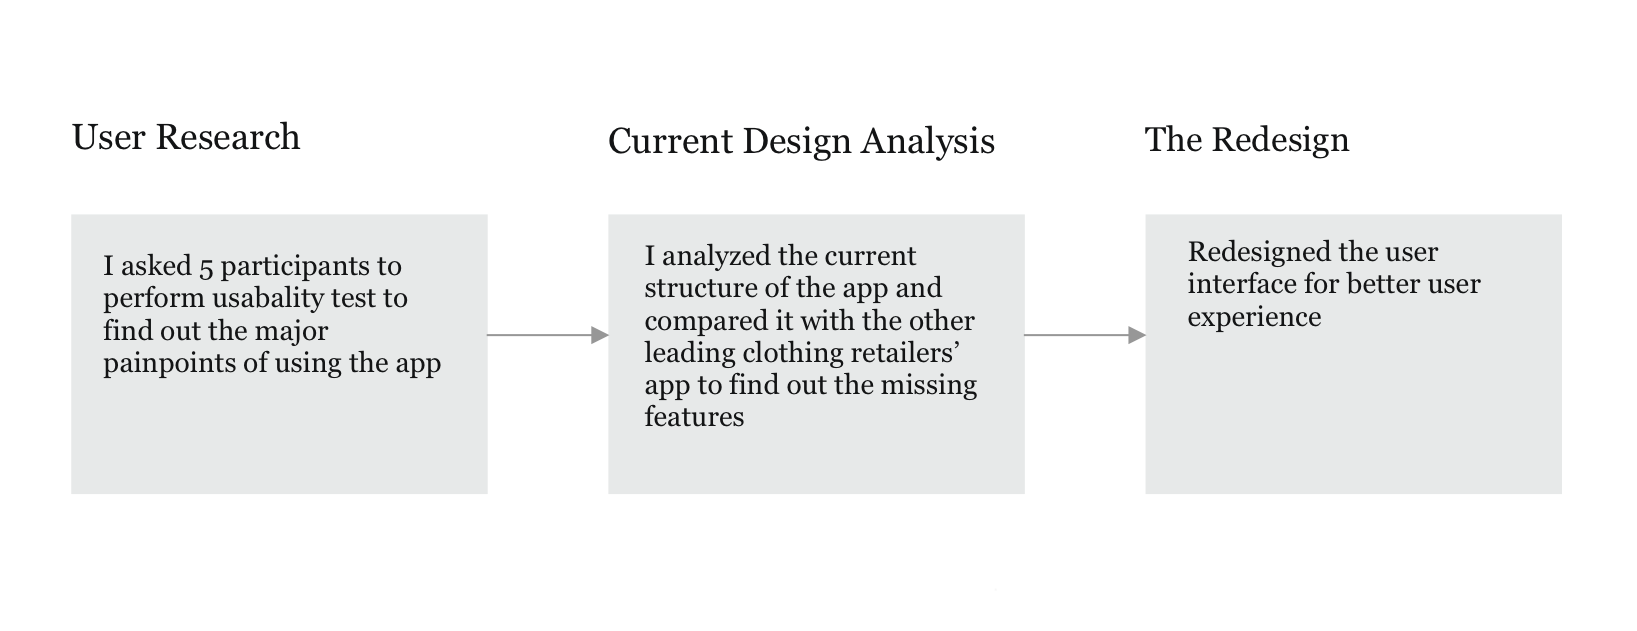 User Research
I asked 5 participants to
perform usabality test to
find out the major
painpoints of using the app
Current Design Analysis
I analyzed the current
structure of the app and
compared it with the other
leading clothing retailers’
app to find out the missing
features
The Redesign
Redesigned the user
interface for better user
experience